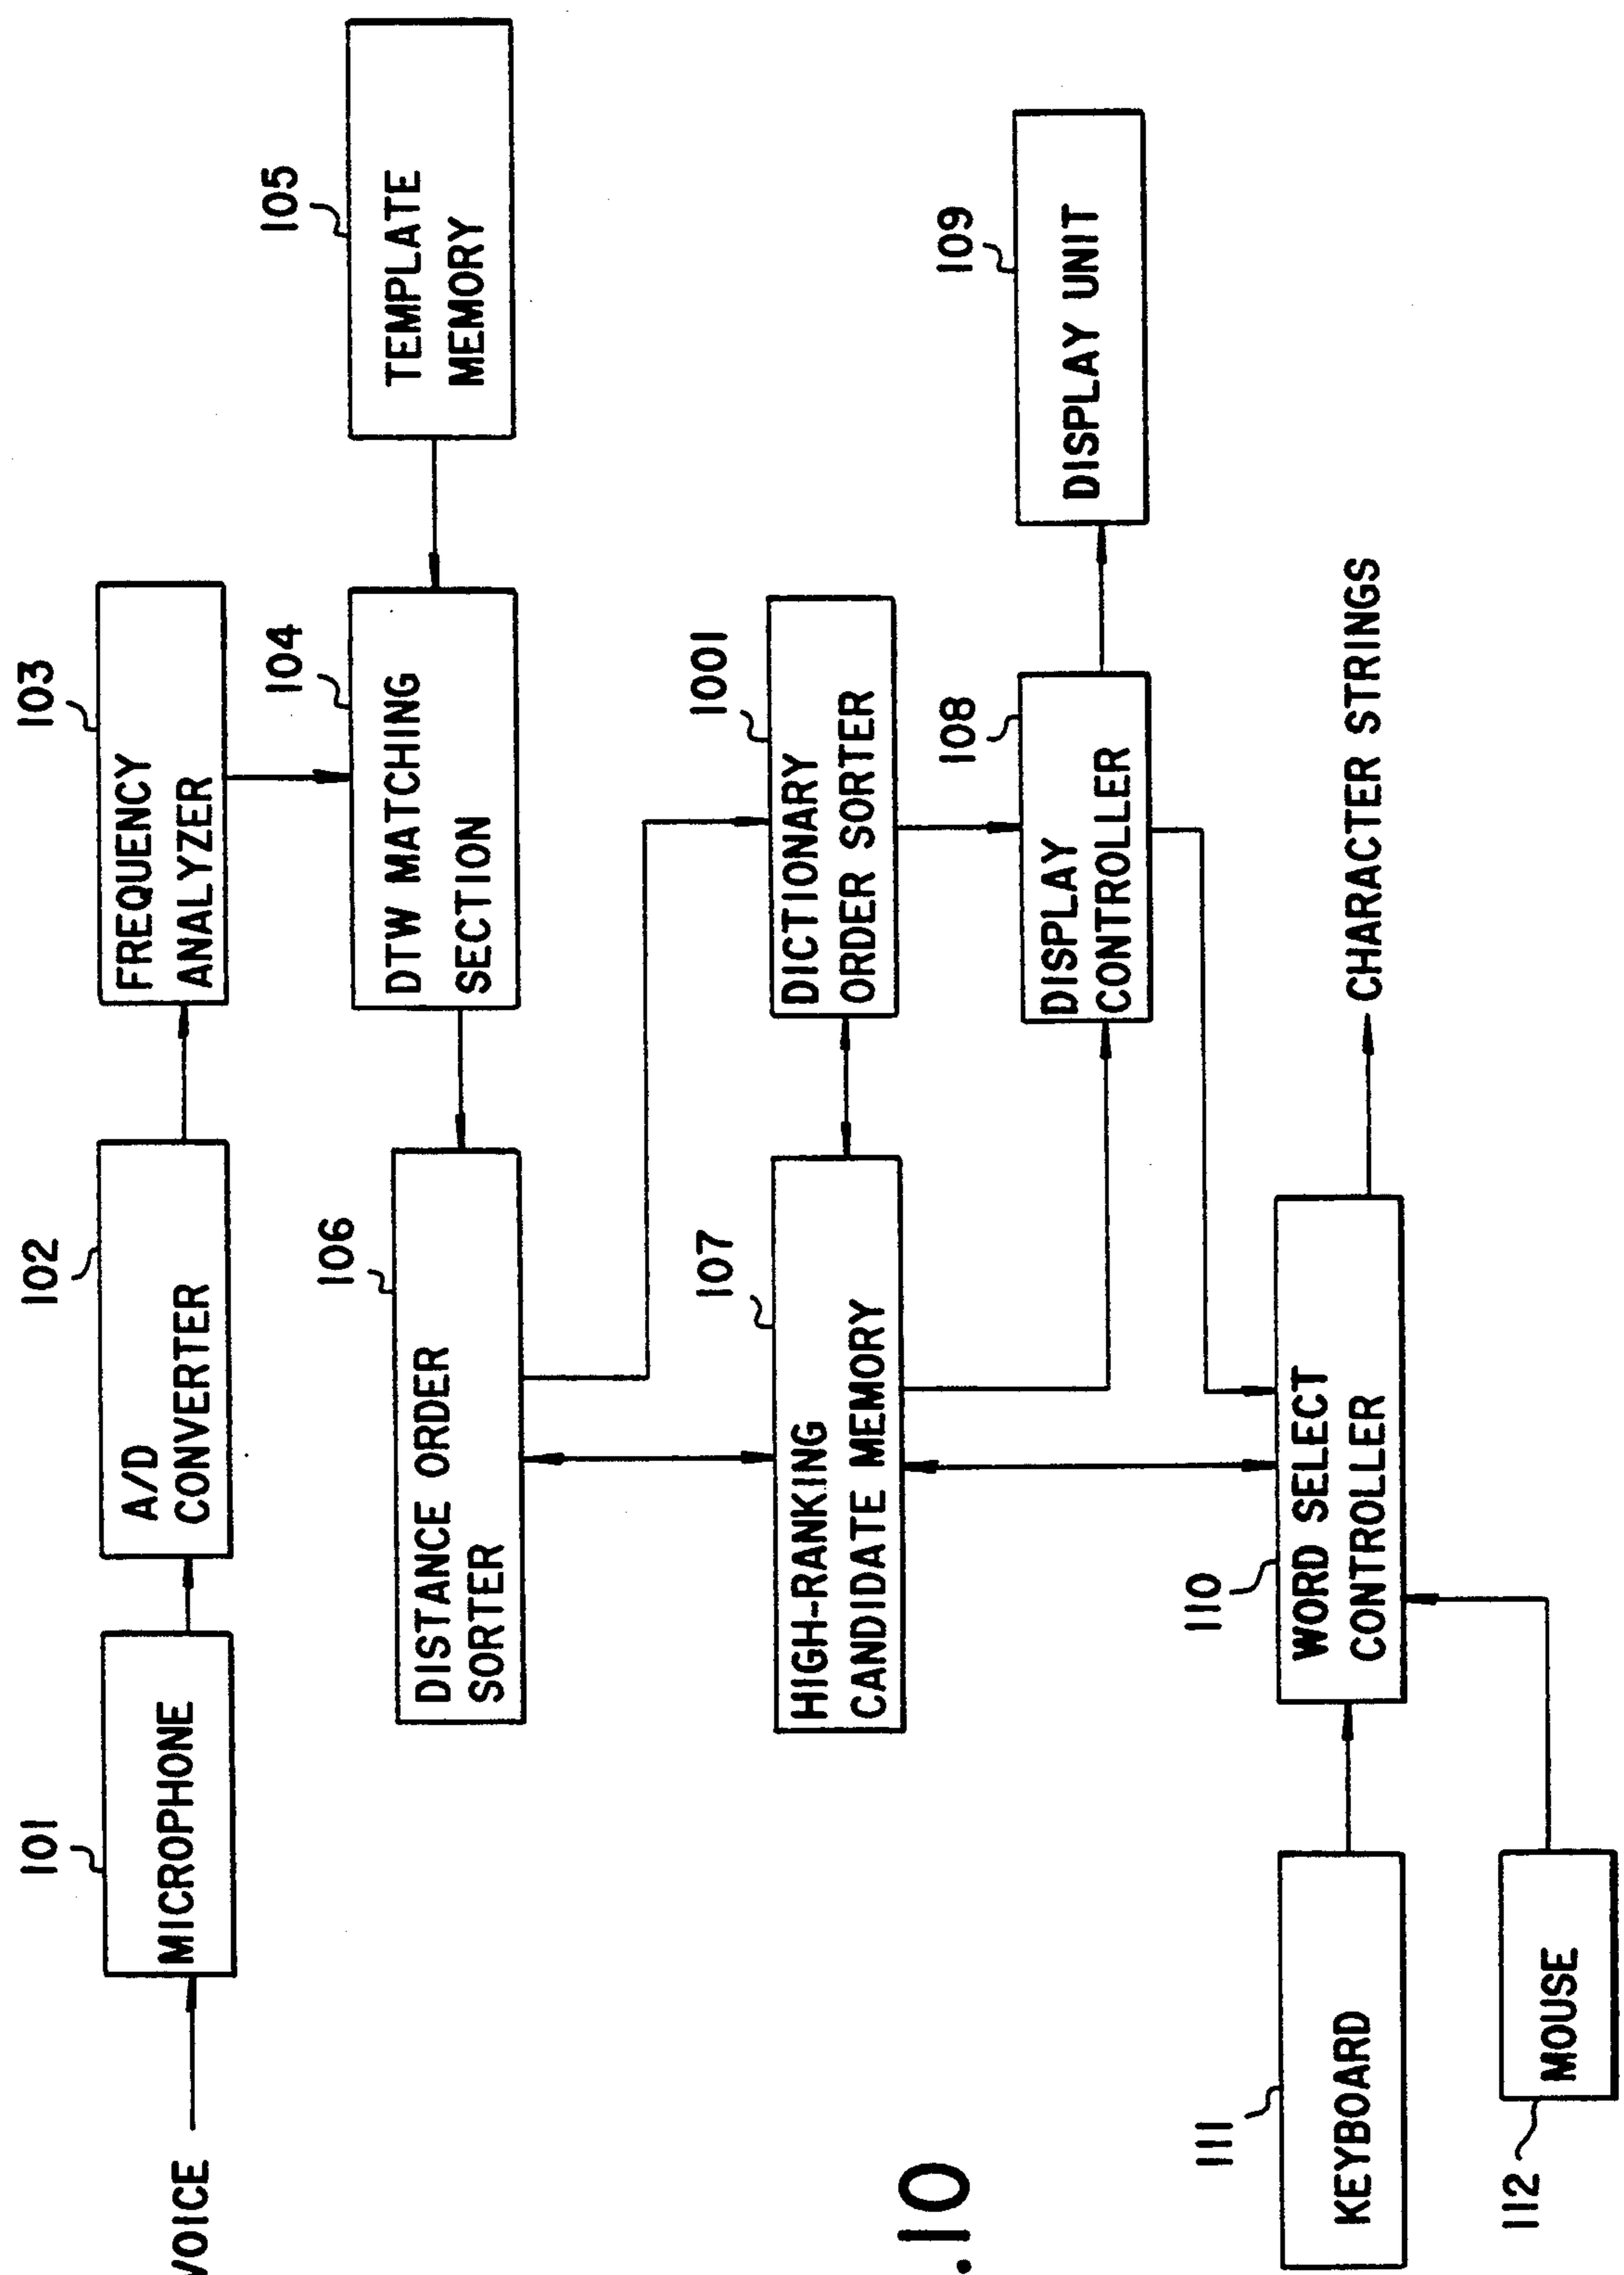 101
102
103
VOICE
MICROPHONE
A/D
CONVERTER
FREQUENCY
ANALYZER
106
104
105
DISTANCE ORDER
SORTER
DTW MATCHING
SECTION
TEMPLATE
MEMORY
107
1001
HIGH-RANKING
CANDIDATE MEMORY
DICTIONARY
ORDER SORTER
.10
108
109
DISPLAY
CONTROLLER
DISPLAY UNIT
111
110
KEYBOARD
WORD SELECT
CONTROLLER
CHARACTER STRINGS
112
MOUSE